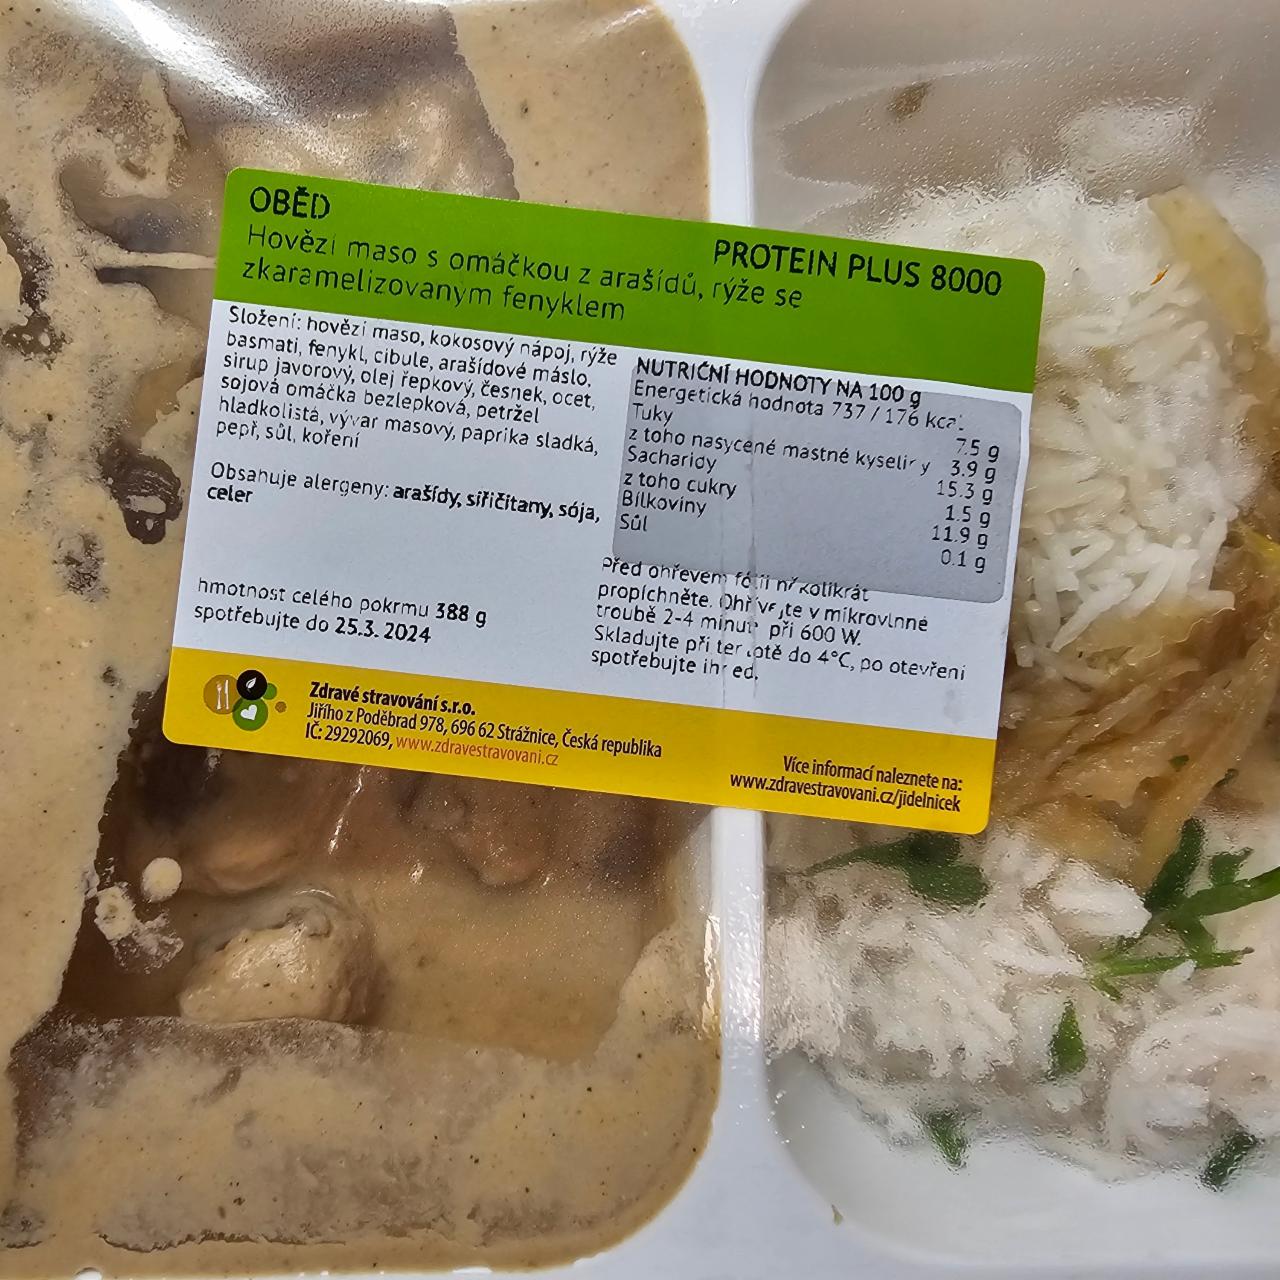 OBĚD
PROTEIN PLUS 8000
Hovězí maso s omáčkou z arašídů, rýže se
zkaramelizovaným fenyklem
Složení: hovězí maso, kokosový nápoj, rýže
basmati, fenykl, cibule, arašídové máslo,
sirup javorový, olej řepkový, česnek, ocet,
sojová omáčka bezlepková, petržel
hladkolistá, vývar masový, paprika sladká,
pepř, sůl, koření
Obsahuje alergeny: arašídy, siřičitany, sója,
celer
hmotnost celého pokrmu 388 g
spotřebujte do 25.3. 2024
NUTRIČNÍ HODNOTY NA 100 g
Energetická hodnota 737 / 176 kcal
Tuky 7.5 g
z toho nasycené mastné kyseliny 3.9 g
Sacharidy 15.3 g
z toho cukry 1.5 g
Bílkoviny 11.9 g
Sůl 0.1 g
Před ohřevem fólii několikrát
propíchněte. Ohřívejte v mikrovlnné
troubě 2-4 minuty při 600 W.
Skladujte při teplotě do 4°C, po otevření
spotřebujte ihned.
Zdravé stravování s.r.o.
Jiřího z Poděbrad 978, 696 62 Strážnice, Česká republika
IČ: 29292069, www.zdravestravovani.cz
Více informací naleznete na:
www.zdravestravovani.cz/jidelnicek